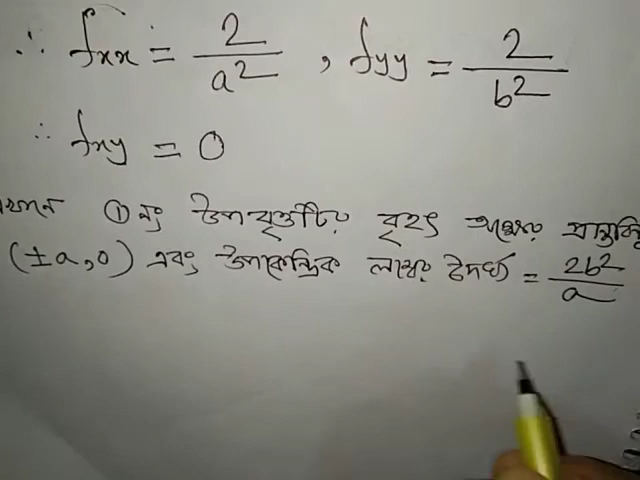 ∴ fxx = 2/a², fyy = 2/b²
∴ fxy = 0
এখানে ① নং উপবৃত্তটির বৃহৎ অক্ষের প্রান্তবিন্দু
(±a, 0) এবং উপকেন্দ্রিক লম্বের দৈর্ঘ্য = 2b²/a